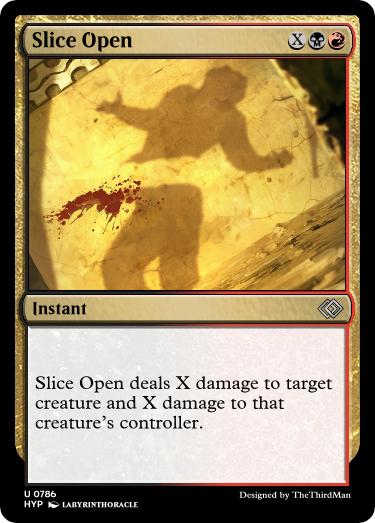 Slice Open X
Instant
Slice Open deals X damage to target
creature and X damage to that
creature's controller.
U 0786
HYP LABYRINTHORACLE
Designed by TheThirdMan